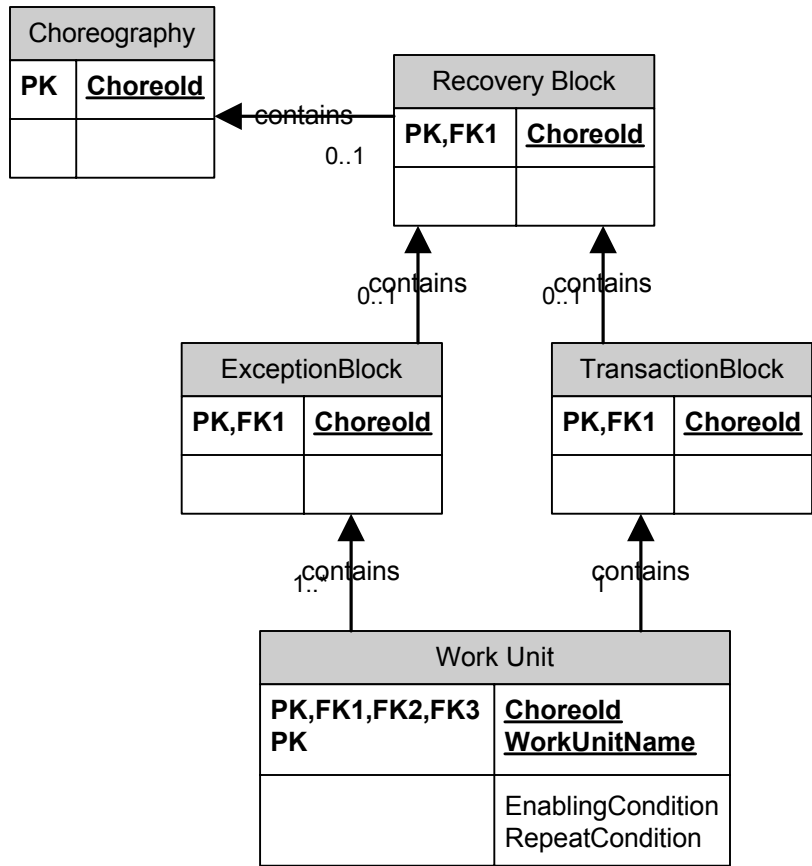 Choreography
PK ChoreoId
contains
0..1
Recovery Block
PK,FK1 ChoreoId
0..1 contains
0..1 contains
ExceptionBlock
PK,FK1 ChoreoId
TransactionBlock
PK,FK1 ChoreoId
1..* contains
1 contains
Work Unit
PK,FK1,FK2,FK3 ChoreoId
PK WorkUnitName
EnablingCondition
RepeatCondition